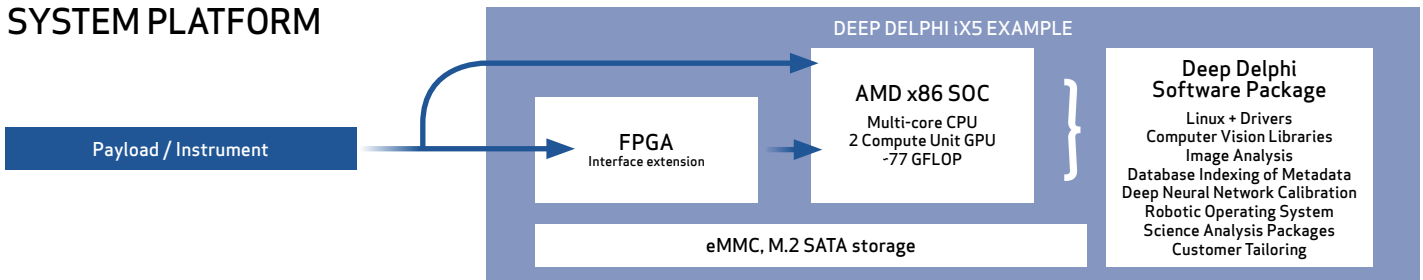 SYSTEM PLATFORM
DEEP DELPHI iX5 EXAMPLE
Payload / Instrument
FPGA
Interface extension
AMD x86 SOC
Multi-core CPU
2 Compute Unit GPU
~77 GFLOP
eMMC, M.2 SATA storage
Deep Delphi
Software Package
Linux + Drivers
Computer Vision Libraries
Image Analysis
Database Indexing of Metadata
Deep Neural Network Calibration
Robotic Operating System
Science Analysis Packages
Customer Tailoring